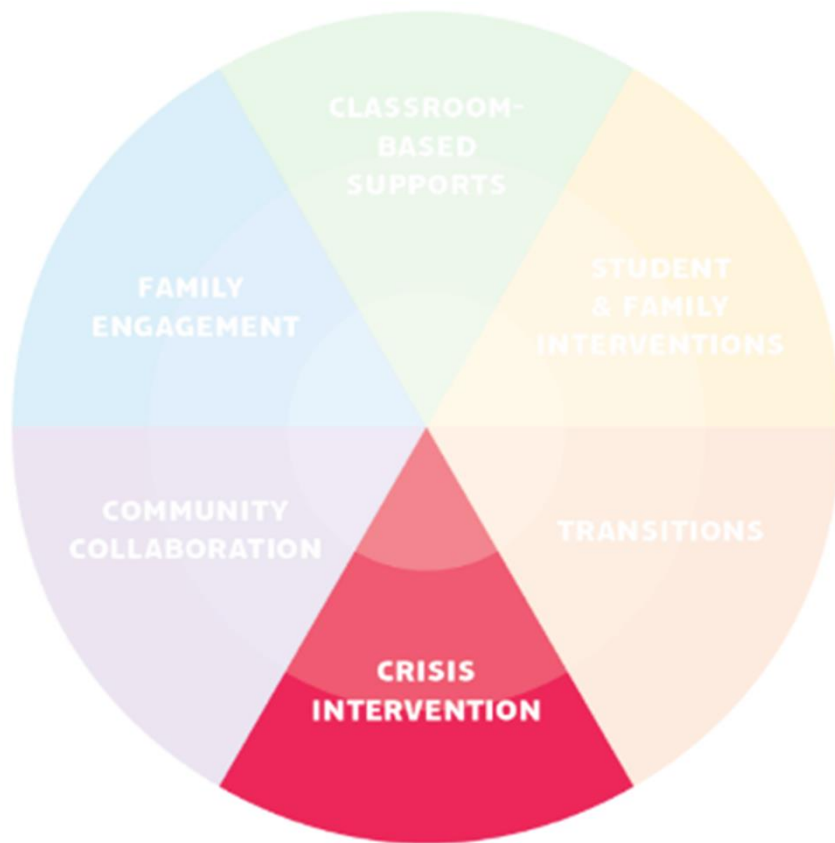 CLASSROOM-
BASED
SUPPORTS
STUDENT
& FAMILY
INTERVENTIONS
FAMILY
ENGAGEMENT
COMMUNITY
COLLABORATION
TRANSITIONS
CRISIS
INTERVENTION